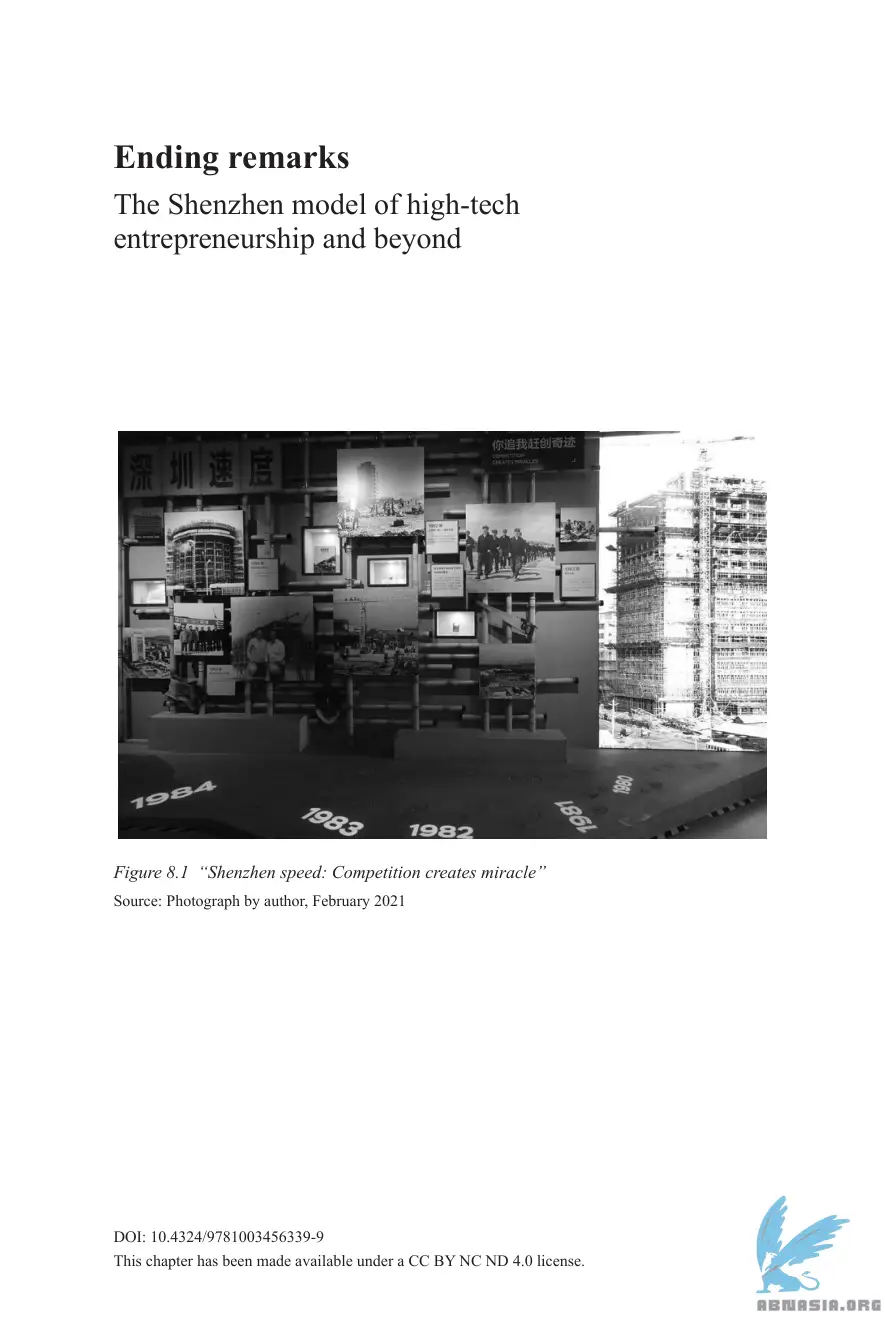 Ending remarks
The Shenzhen model of high-tech
entrepreneurship and beyond
深圳速度
你追我赶创奇迹
COMPETITION
CREATES MIRACLES
1984
1983
1982
1981
1980
Figure 8.1 “Shenzhen speed: Competition creates miracle”
Source: Photograph by author, February 2021
DOI: 10.4324/9781003456339-9
This chapter has been made available under a CC BY NC ND 4.0 license.
ABNASIA.ORG